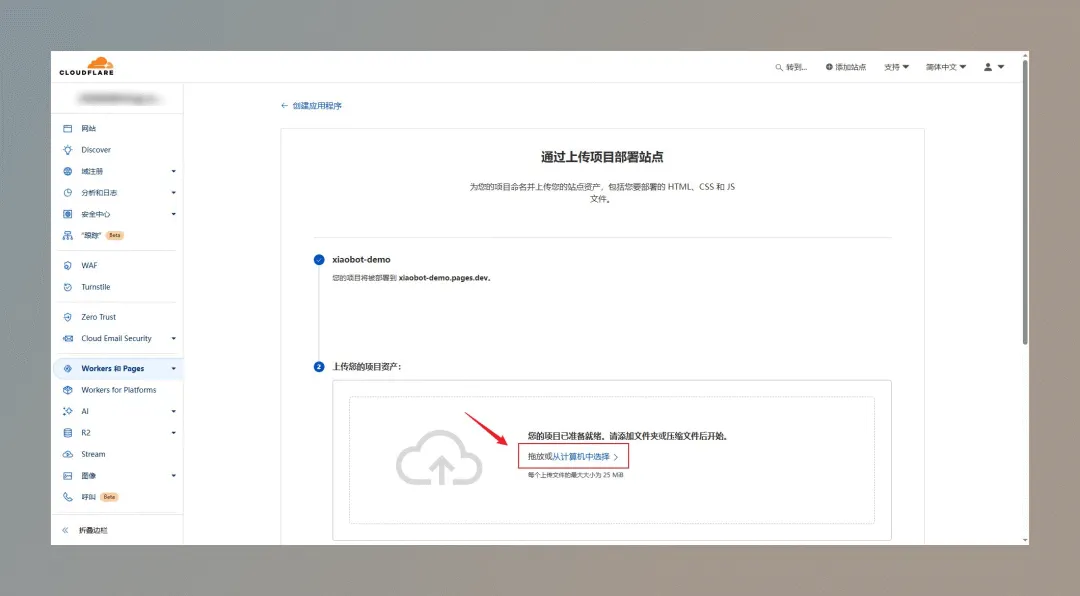 CLOUDFLARE
转到...
添加站点
支持
简体中文
网站
Discover
域注册
分析和日志
安全中心
"跟踪" Beta
WAF
Turnstile
Zero Trust
Cloud Email Security
Workers 和 Pages
Workers for Platforms
AI
R2
Stream
图像
呼叫 Beta
折叠边栏
← 创建应用程序
通过上传项目部署站点
为您的项目命名并上传您的站点资产，包括您要部署的 HTML、CSS 和 JS
文件。
xiaobot-demo
您的项目将被部署到 xiaobot-demo.pages.dev。
2 上传您的项目资产：
您的项目已准备就绪。请添加文件夹或压缩文件后开始。
拖放或从计算机中选择
每个上传文件的最大大小为 25 MiB